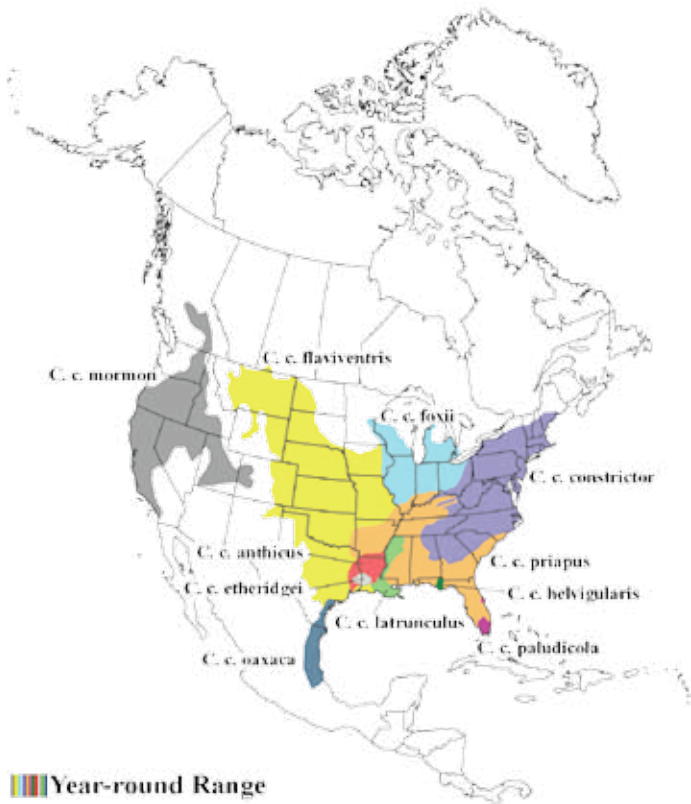 C. c. flaviventris
C. c. mormon
C. c. foxii
C. c. constrictor
C. c. anthicus
C. c. priapus
C. c. etheridgei
C. c. helvigularis
C. c. latrunculus
C. c. paludicola
C. c. oaxaca
Year-round Range